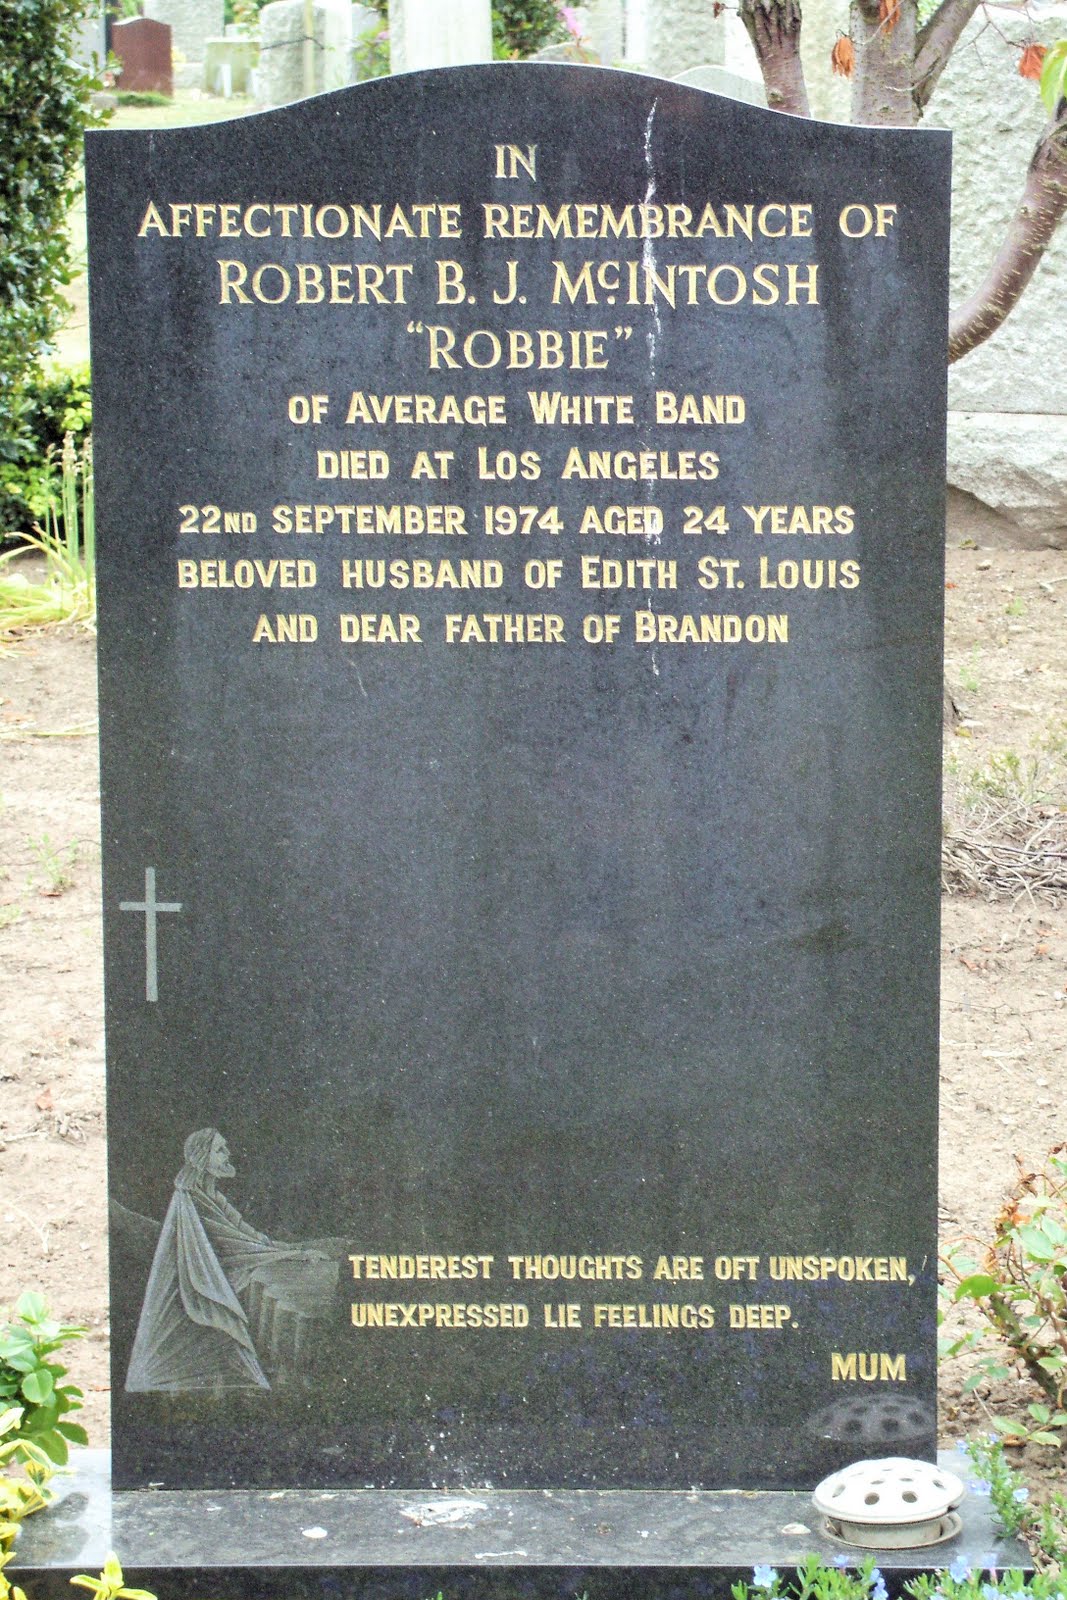 IN
AFFECTIONATE REMEMBRANCE OF
ROBERT B. J. McINTOSH
“ROBBIE”
OF AVERAGE WHITE BAND
DIED AT LOS ANGELES
22ND SEPTEMBER 1974 AGED 24 YEARS
BELOVED HUSBAND OF EDITH ST. LOUIS
AND DEAR FATHER OF BRANDON
TENDEREST THOUGHTS ARE OFT UNSPOKEN,
UNEXPRESSED LIE FEELINGS DEEP.
MUM